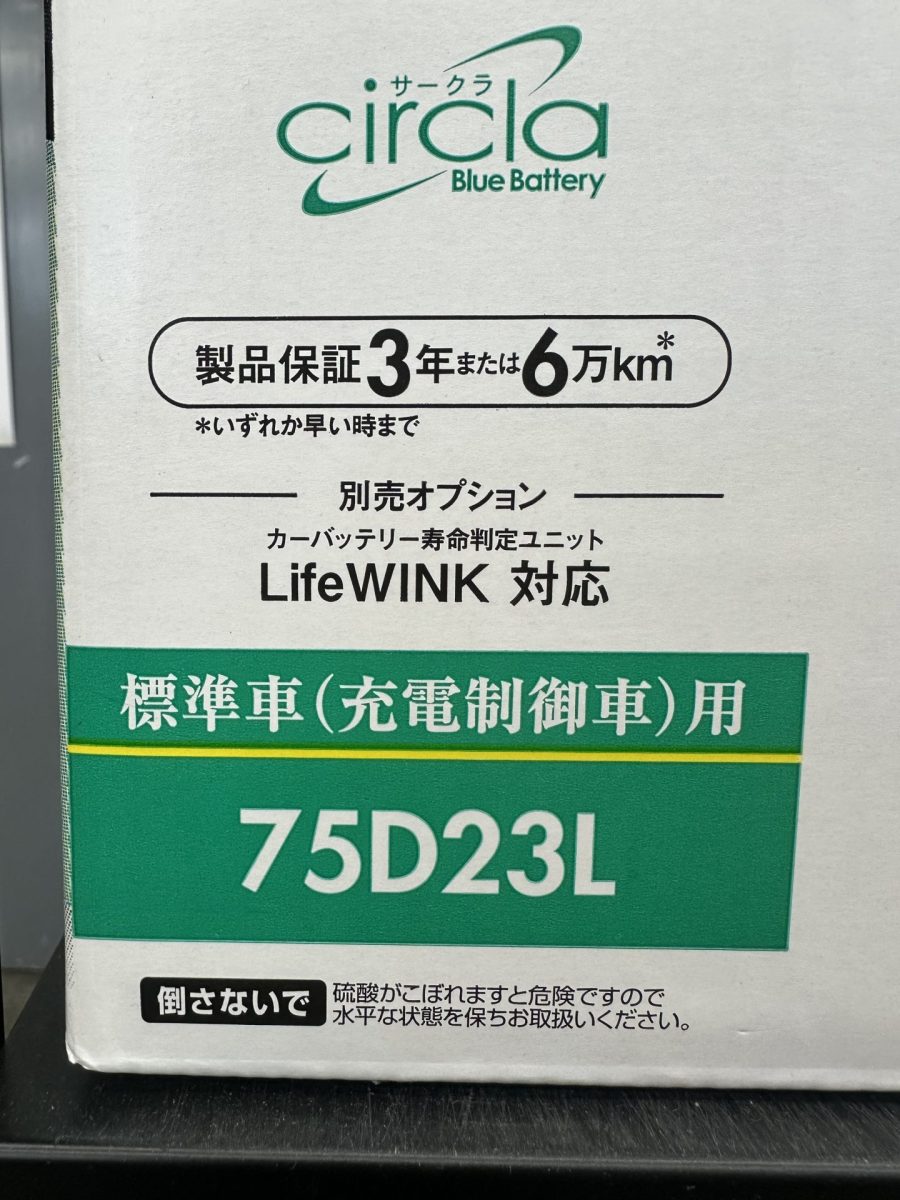 サークラ
circla
Blue Battery
製品保証3年または6万km*
*いずれか早い時まで
別売オプション
カーバッテリー寿命判定ユニット
LifeWINK 対応
標準車(充電制御車)用
75D23L
倒さないで
硫酸がこぼれますと危険ですので
水平な状態を保ちお取扱いください。